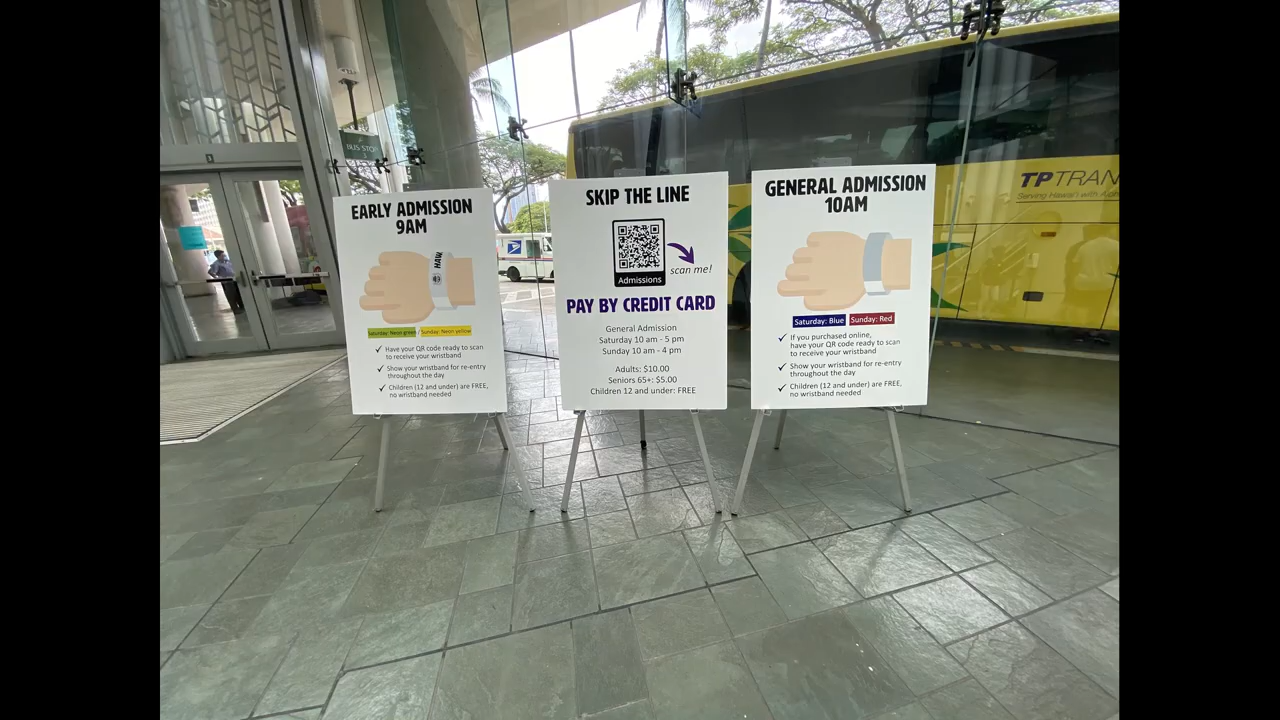 BUS STOP
EARLY ADMISSION
9AM
HAW
Saturday: Neon green/ Sunday: Neon yellow
✓ Have your QR code ready to scan
to receive your wristband
✓ Show your wristband for re-entry
throughout the day
✓ Children (12 and under) are FREE,
no wristband needed
SKIP THE LINE
Admissions
scan me!
PAY BY CREDIT CARD
General Admission
Saturday 10 am - 5 pm
Sunday 10 am - 4 pm
Adults: $10.00
Seniors 65+: $5.00
Children 12 and under: FREE
GENERAL ADMISSION
10AM
Saturday: Blue Sunday: Red
✓ If you purchased online,
have your QR code ready to scan
to receive your wristband
✓ Show your wristband for re-entry
throughout the day
✓ Children (12 and under) are FREE,
no wristband needed
TPTRAN
Serving Hawai'i with Aloh